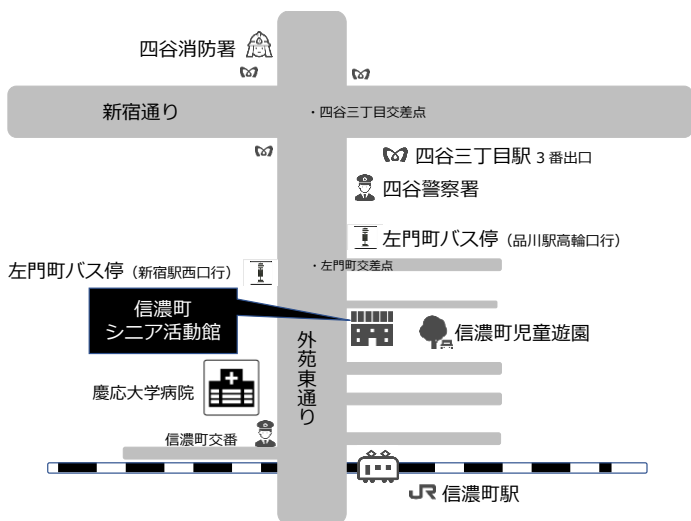 四谷消防署
新宿通り
・四谷三丁目交差点
四谷三丁目駅 3 番出口
四谷警察署
左門町バス停（品川駅高輪口行）
左門町バス停（新宿駅西口行）
・左門町交差点
信濃町
シニア活動館
信濃町児童遊園
外苑東通り
慶応大学病院
信濃町交番
JR 信濃町駅